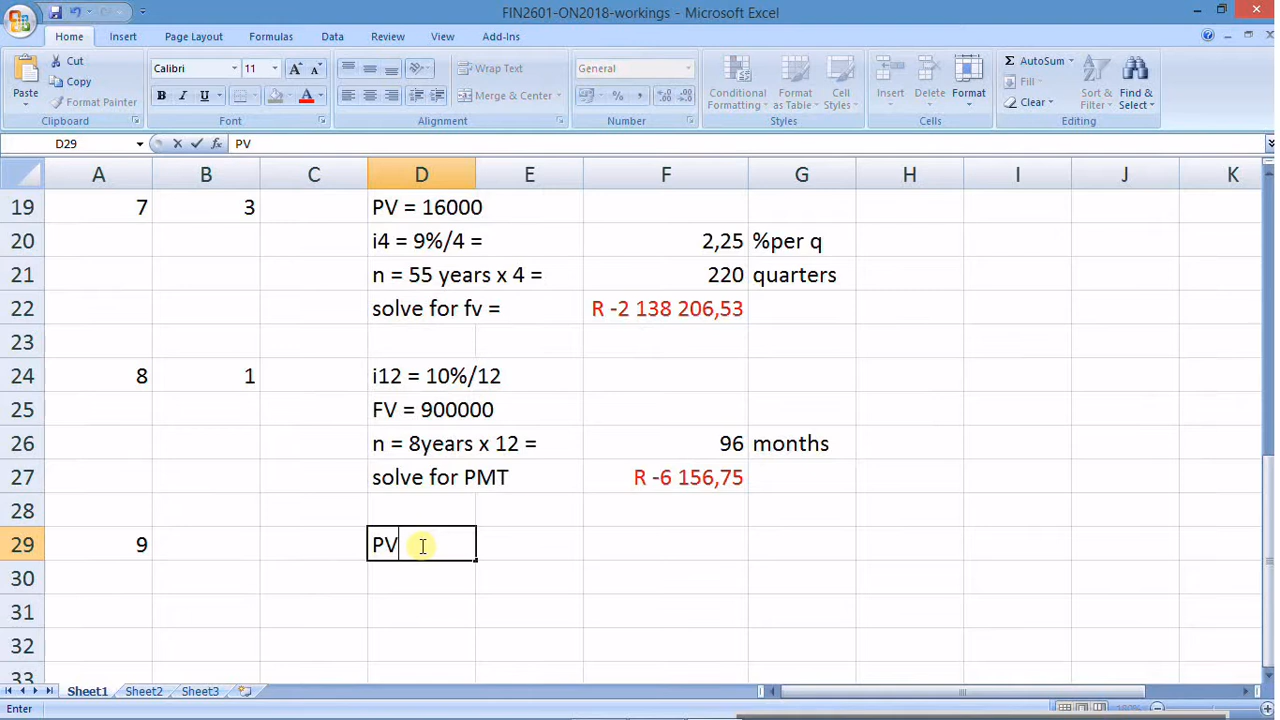 FIN2601-ON2018-workings - Microsoft Excel
Home Insert Page Layout Formulas Data Review View Add-Ins
Paste Cut Copy Format Painter
Calibri 11
B I U A
Wrap Text
Merge & Center
General
% ,
Conditional Formatting Format as Table Cell Styles
Insert Delete Format
Σ AutoSum Fill Clear
Sort & Filter Find & Select
Clipboard Font Alignment Number Styles Cells Editing
D29 fx PV
A B C D E F G H I J K
19 7 3 PV = 16000
20 i4 = 9%/4 = 2,25 %per q
21 n = 55 years x 4 = 220 quarters
22 solve for fv = R -2 138 206,53
23
24 8 1 i12 = 10%/12
25 FV = 900000
26 n = 8years x 12 = 96 months
27 solve for PMT R -6 156,75
28
29 9 PV
30
31
32
33
Sheet1 Sheet2 Sheet3
Enter